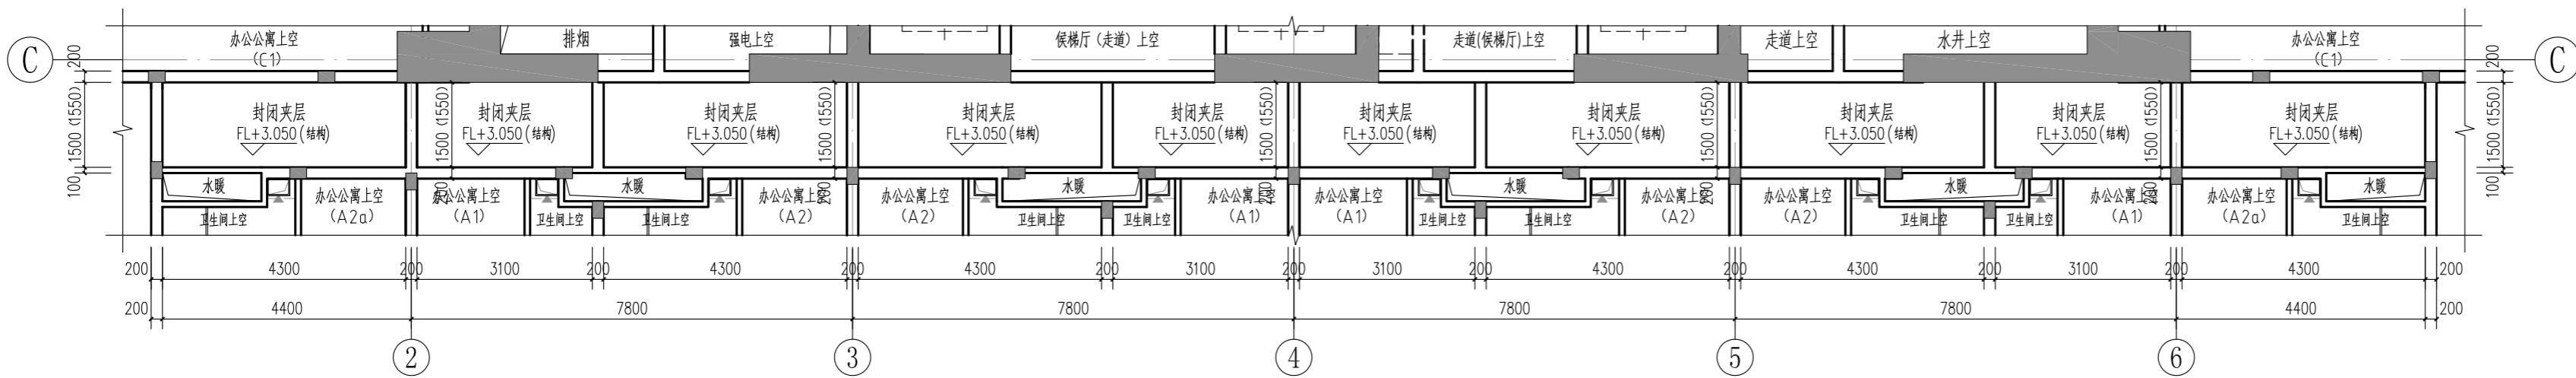 办公公寓上空
(C1)
排烟
强电上空
候梯厅(走道)上空
走道(候梯厅)上空
走道上空
水井上空
办公公寓上空
(C1)
C
200
200
C
封闭夹层
FL+3.050(结构)
封闭夹层
FL+3.050(结构)
封闭夹层
FL+3.050(结构)
封闭夹层
FL+3.050(结构)
封闭夹层
FL+3.050(结构)
封闭夹层
FL+3.050(结构)
封闭夹层
FL+3.050(结构)
封闭夹层
FL+3.050(结构)
封闭夹层
FL+3.050(结构)
封闭夹层
FL+3.050(结构)
1500 (1550)
1500 (1550)
1500 (1550)
1500 (1550)
1500 (1550)
1500 (1550)
1500 (1550)
100
200
200
200
100
水暖
水暖
水暖
水暖
水暖
水暖
办公公寓上空
(A2a)
办公公寓上空
(A1)
办公公寓上空
(A2)
办公公寓上空
(A2)
办公公寓上空
(A1)
办公公寓上空
(A1)
办公公寓上空
(A2)
办公公寓上空
(A2)
办公公寓上空
(A1)
办公公寓上空
(A2a)
卫生间上空
卫生间上空
卫生间上空
卫生间上空
卫生间上空
卫生间上空
卫生间上空
卫生间上空
卫生间上空
卫生间上空
200 4300 200 3100 200 4300 200 4300 200 3100 200 3100 200 4300 200 4300 200 3100 200 4300 200
200 4400 7800 7800 7800 7800 4400 200
2 3 4 5 6